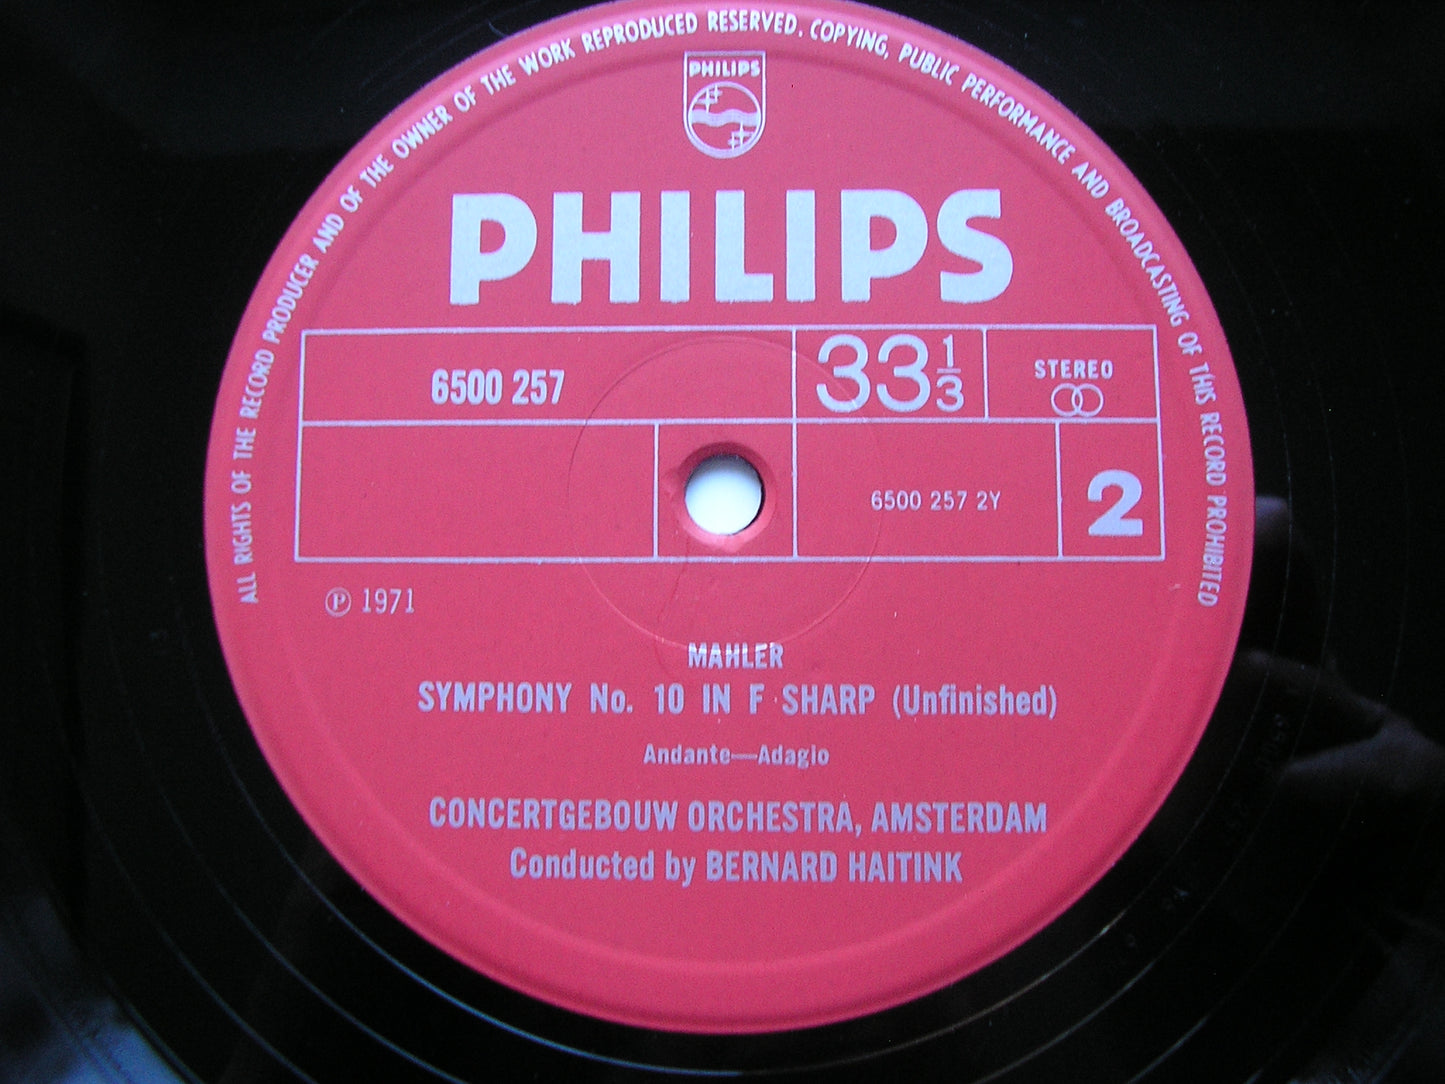 ALL RIGHTS OF THE RECORD PRODUCER AND OF THE OWNER OF THE WORK REPRODUCED RESERVED. COPYING, PUBLIC PERFORMANCE AND BROADCASTING OF THIS RECORD PROHIBITED
PHILIPS
PHILIPS
6500 257
33 1/3
STEREO
6500 257 2Y
2
℗ 1971
MAHLER
SYMPHONY No. 10 IN F SHARP (Unfinished)
Andante—Adagio
CONCERTGEBOUW ORCHESTRA, AMSTERDAM
Conducted by BERNARD HAITINK